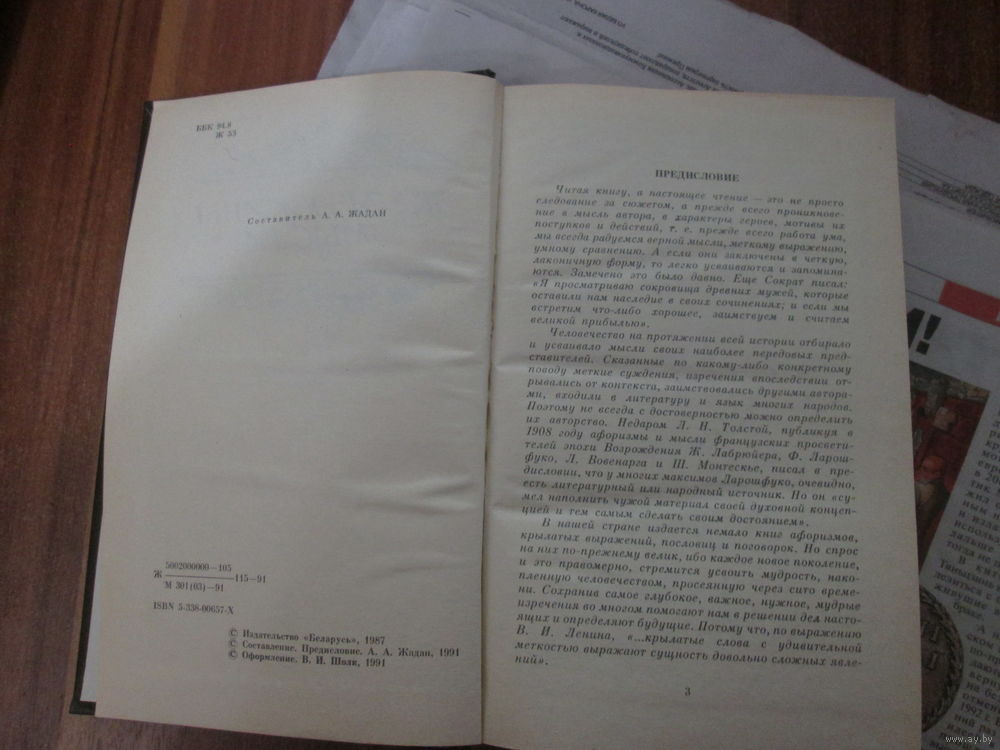 ББК 94.8
Ж 53
Составитель А. А. ЖАДАН
5002000000—105
Ж ————— 115—91
М 301(03)—91
ISBN 5-338-00657-X
© Издательство «Беларусь», 1987
© Составление. Предисловие. А. А. Жадан, 1991
© Оформление. В. И. Шолк, 1991
ПРЕДИСЛОВИЕ
Читая книгу, а настоящее чтение — это не просто
следование за сюжетом, а прежде всего проникнове-
ние в мысль автора, в характеры героев, мотивы их
поступков и действий, т. е. прежде всего работа ума,
мы всегда радуемся верной мысли, меткому выражению,
умному сравнению. А если они заключены в четкую,
лаконичную форму, то легко усваиваются и запомина-
ются. Замечено это было давно. Еще Сократ писал:
«Я просматриваю сокровища древних мужей, которые
оставили нам наследие в своих сочинениях; и если мы
встретим что-либо хорошее, заимствуем и считаем
великой прибылью».
Человечество на протяжении всей истории отбирало
и усваивало мысли своих наиболее передовых пред-
ставителей. Сказанные по какому-либо конкретному
поводу меткие суждения, изречения впоследствии от-
рывались от контекста, заимствовались другими автора-
ми, входили в литературу и язык многих народов.
Поэтому не всегда с достоверностью можно определить
их авторство. Недаром Л. Н. Толстой, публикуя в
1908 году афоризмы и мысли французских просвети-
телей эпохи Возрождения Ж. Лабрюйера, Ф. Ларош-
фуко, Л. Вовенарга и Ш. Монтескье, писал в пре-
дисловии, что у многих максимов Ларошфуко, очевидно,
есть литературный или народный источник. Но он «су-
мел наполнить чужой материал своей духовной концеп-
цией и тем самым сделать своим достоянием».
В нашей стране издается немало книг афоризмов,
крылатых выражений, пословиц и поговорок. Но спрос
на них по-прежнему велик, ибо каждое новое поколение,
и это правомерно, стремится усвоить мудрость, нако-
пленную человечеством, просеянную через сито време-
ни. Сохранив самое глубокое, важное, нужное, мудрые
изречения во многом помогают нам в решении дел насто-
ящих и определяют будущие. Потому что, по выражению
В. И. Ленина, «...крылатые слова с удивительной
меткостью выражают сущность довольно сложных явле-
ний».
3
www.ay.by